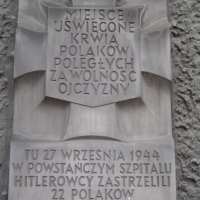 MIEJSCE
UŚWIĘCONE
KRWIĄ
POLAKÓW
POLEGŁYCH
ZA WOLNOŚĆ
OJCZYZNY
TU 27 WRZEŚNIA 1944
W POWSTAŃCZYM SZPITALU
HITLEROWCY ZASTRZELILI
22 POLAKÓW